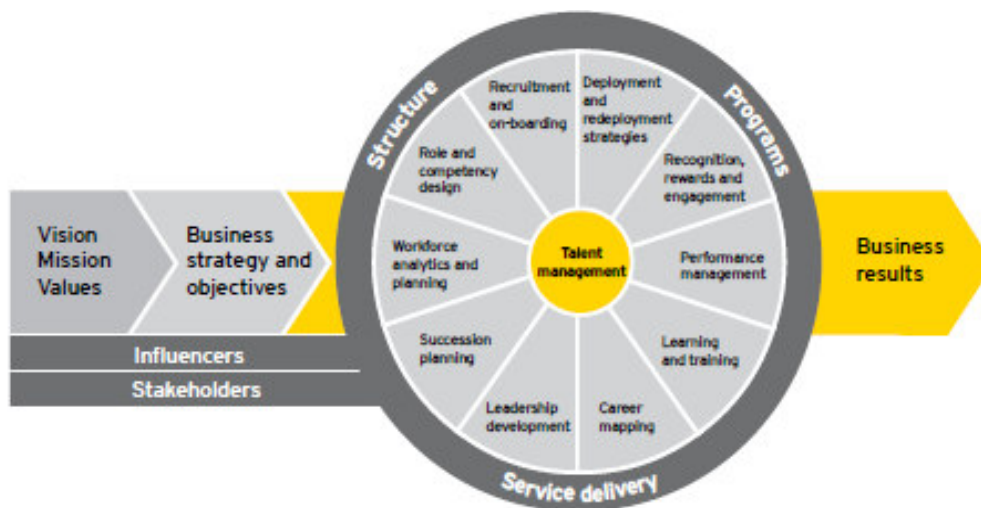 Vision
Mission
Values
Business
strategy and
objectives
Influencers
Stakeholders
Structure
Programs
Service delivery
Recruitment
and
on-boarding
Deployment
and
redeployment
strategies
Recognition,
rewards and
engagement
Performance
management
Learning
and training
Career
mapping
Leadership
development
Succession
planning
Workforce
analytics and
planning
Role and
competency
design
Talent
management
Business
results